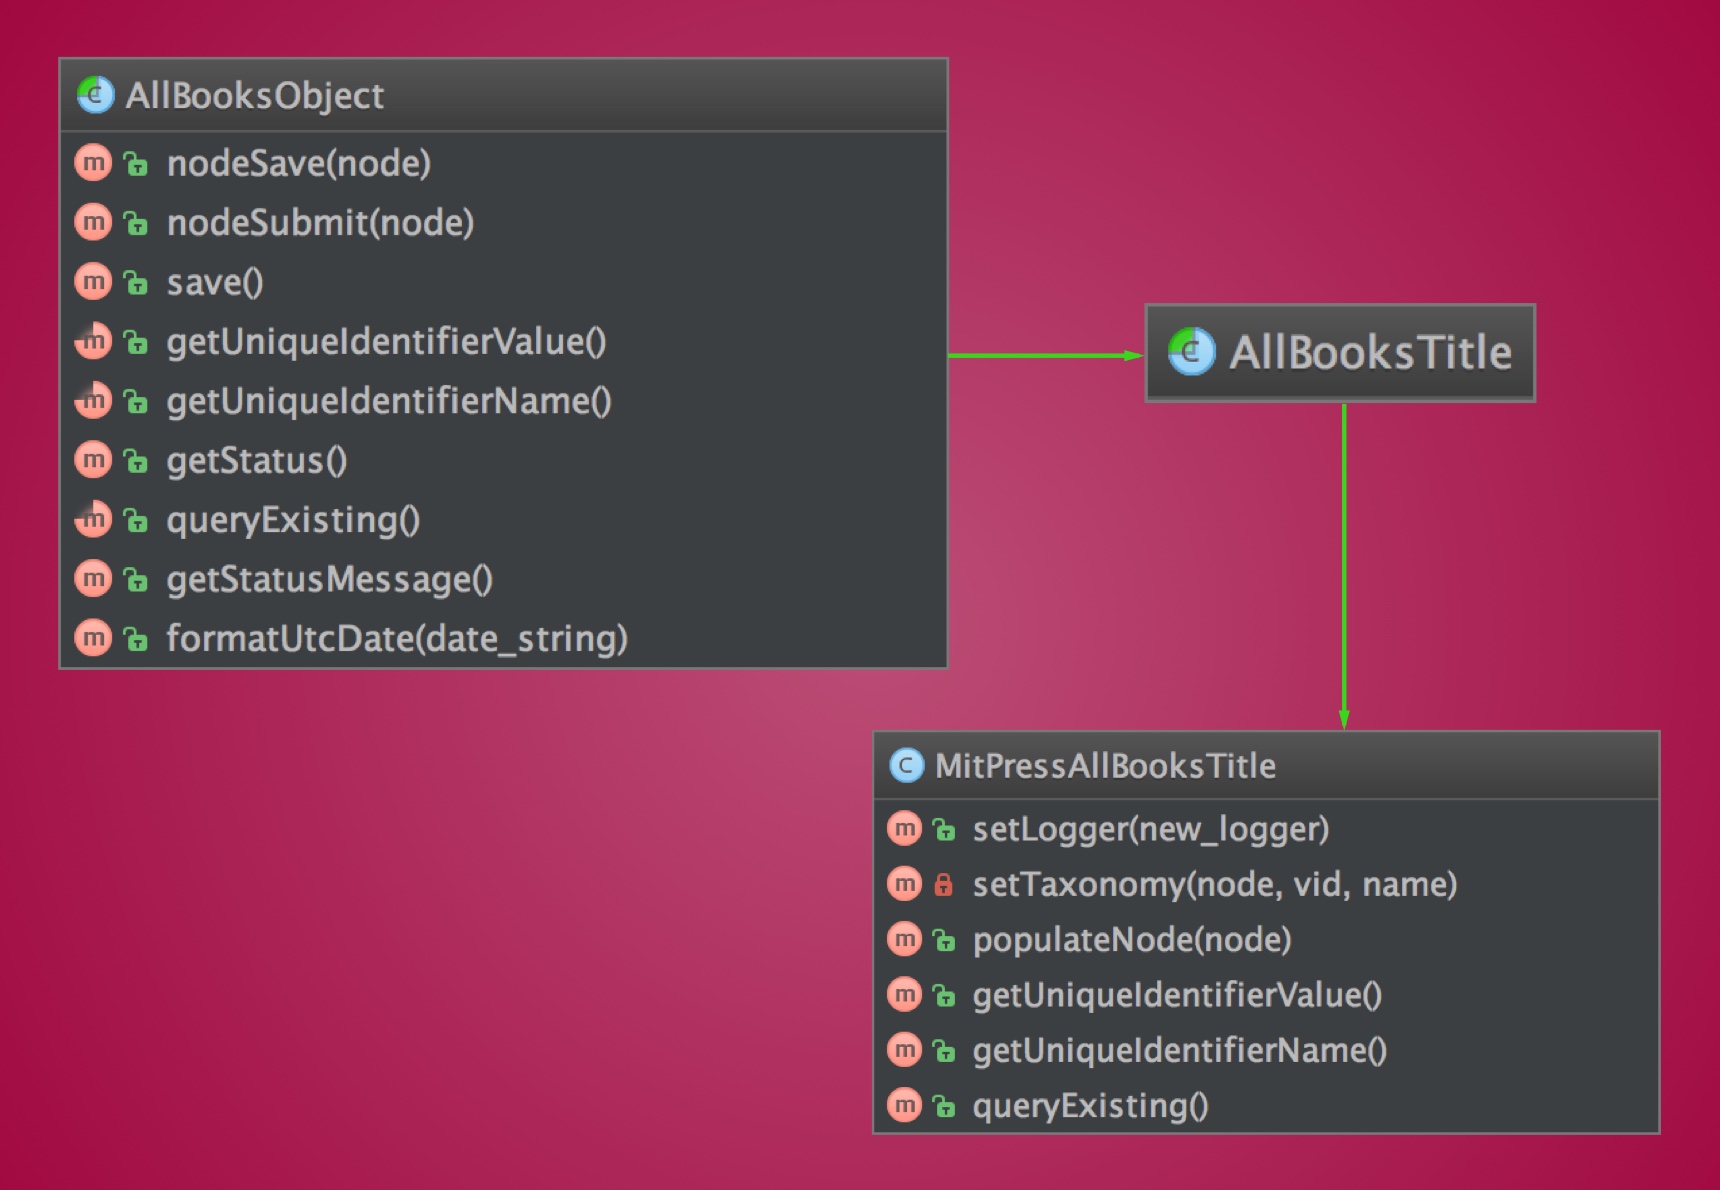 AllBooksObject
nodeSave(node)
nodeSubmit(node)
save()
getUniqueIdentifierValue()
getUniqueIdentifierName()
getStatus()
queryExisting()
getStatusMessage()
formatUtcDate(date_string)
AllBooksTitle
MitPressAllBooksTitle
setLogger(new_logger)
setTaxonomy(node, vid, name)
populateNode(node)
getUniqueIdentifierValue()
getUniqueIdentifierName()
queryExisting()